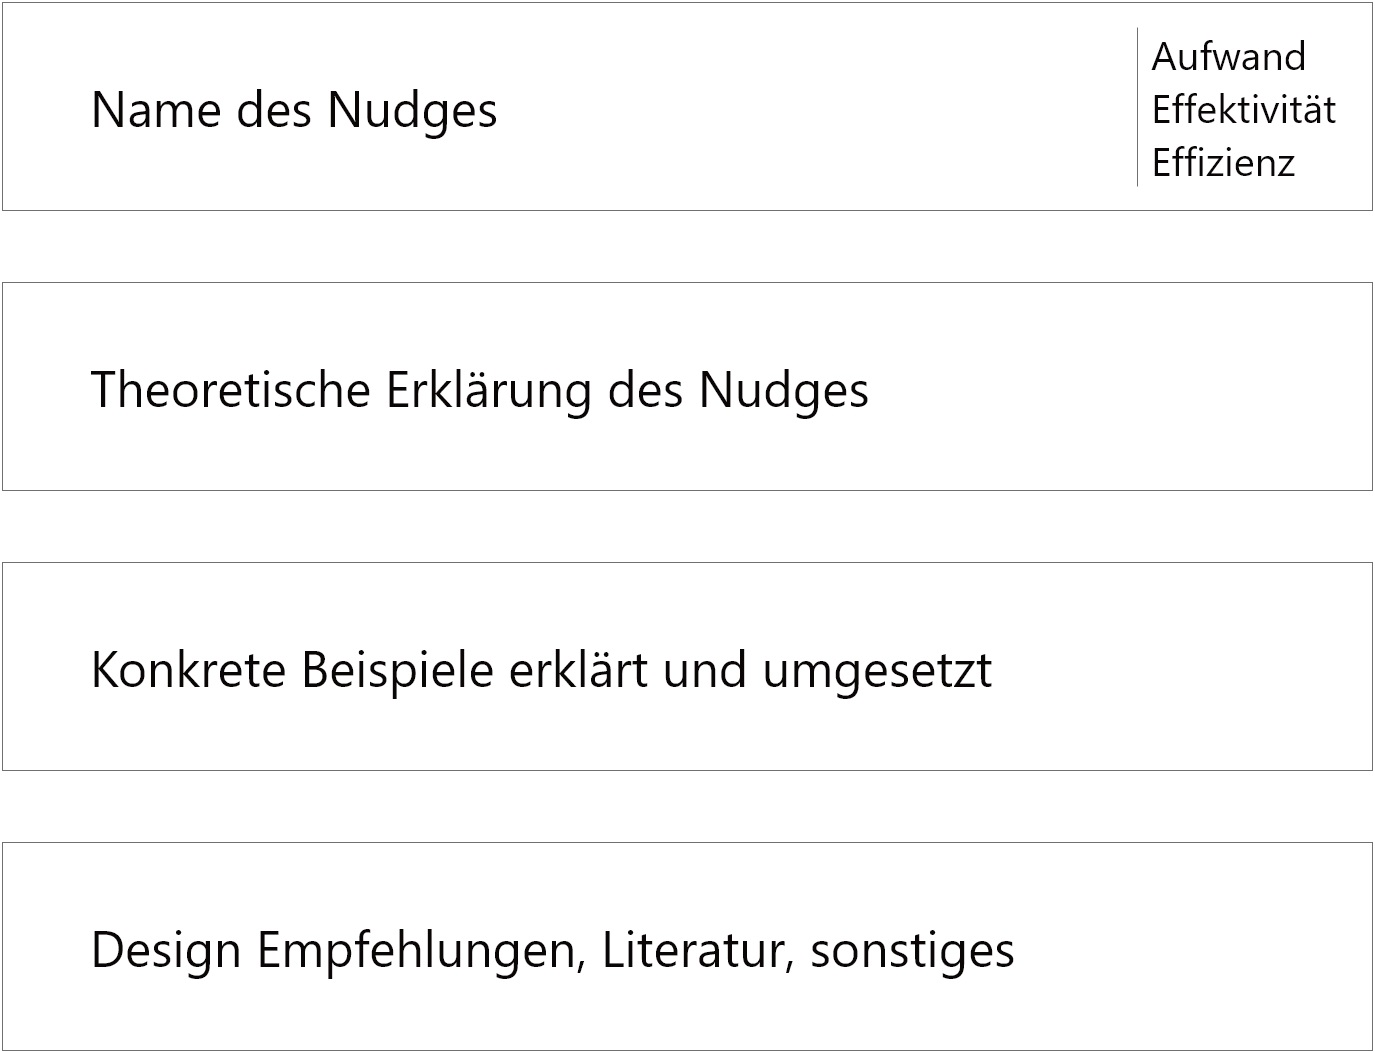 Name des Nudges
Aufwand
Effektivität
Effizienz
Theoretische Erklärung des Nudges
Konkrete Beispiele erklärt und umgesetzt
Design Empfehlungen, Literatur, sonstiges